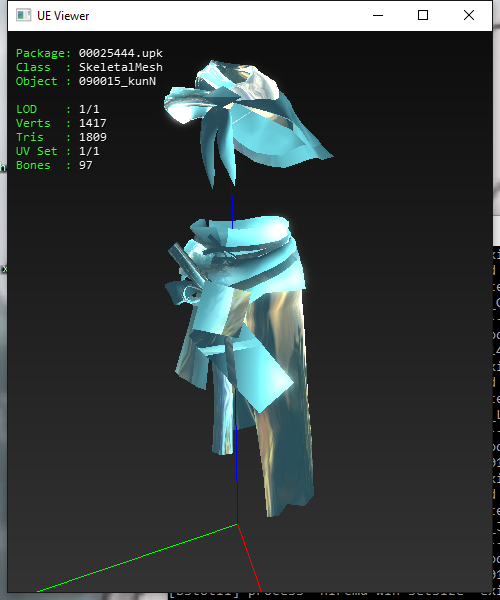 UE Viewer
Package: 00025444.upk
Class : SkeletalMesh
Object : 090015_kunN
LOD : 1/1
Verts : 1417
Tris : 1809
UV Set : 1/1
Bones : 97